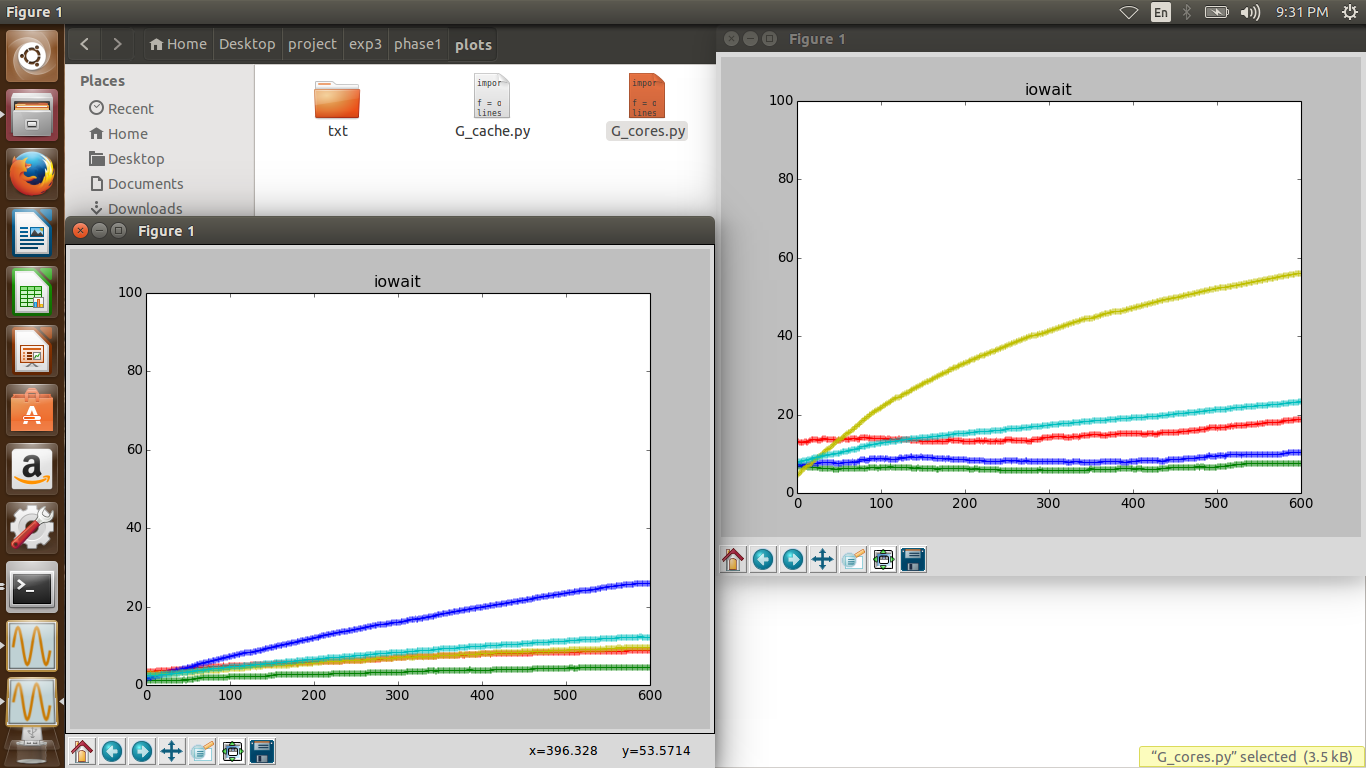 Figure 1
En
9:31 PM
Home Desktop project exp3 phase1 plots
Places
Recent
Home
Desktop
Documents
Downloads
impor
f = o
lines
impor
f = o
lines
txt
G_cache.py
G_cores.py
Figure 1
iowait
100
80
60
40
20
0
0 100 200 300 400 500 600
Figure 1
iowait
100
80
60
40
20
0
0 100 200 300 400 500 600
x=396.328 y=53.5714
“G_cores.py” selected (3.5 kB)